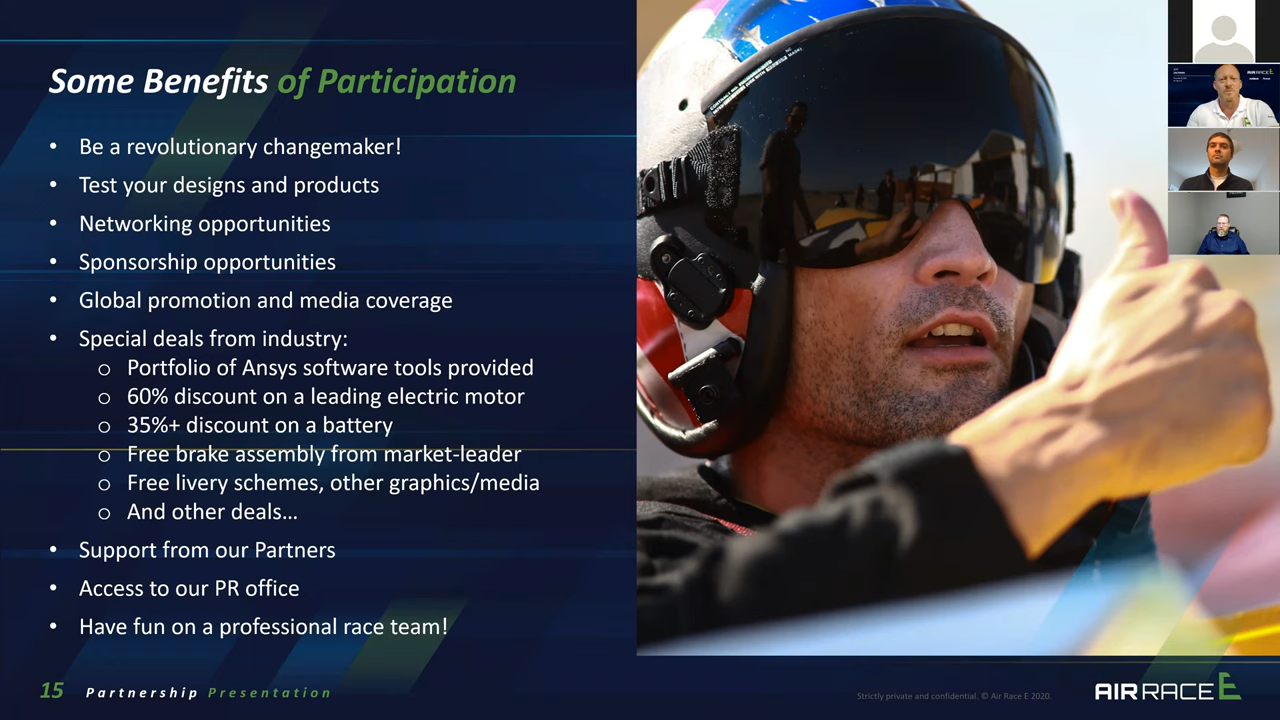 Some Benefits of Participation
• Be a revolutionary changemaker!
• Test your designs and products
• Networking opportunities
• Sponsorship opportunities
• Global promotion and media coverage
• Special deals from industry:
o Portfolio of Ansys software tools provided
o 60% discount on a leading electric motor
o 35%+ discount on a battery
o Free brake assembly from market-leader
o Free livery schemes, other graphics/media
o And other deals…
• Support from our Partners
• Access to our PR office
• Have fun on a professional race team!
15 Partnership Presentation
Strictly private and confidential. © Air Race E 2020.
AIR RACE E